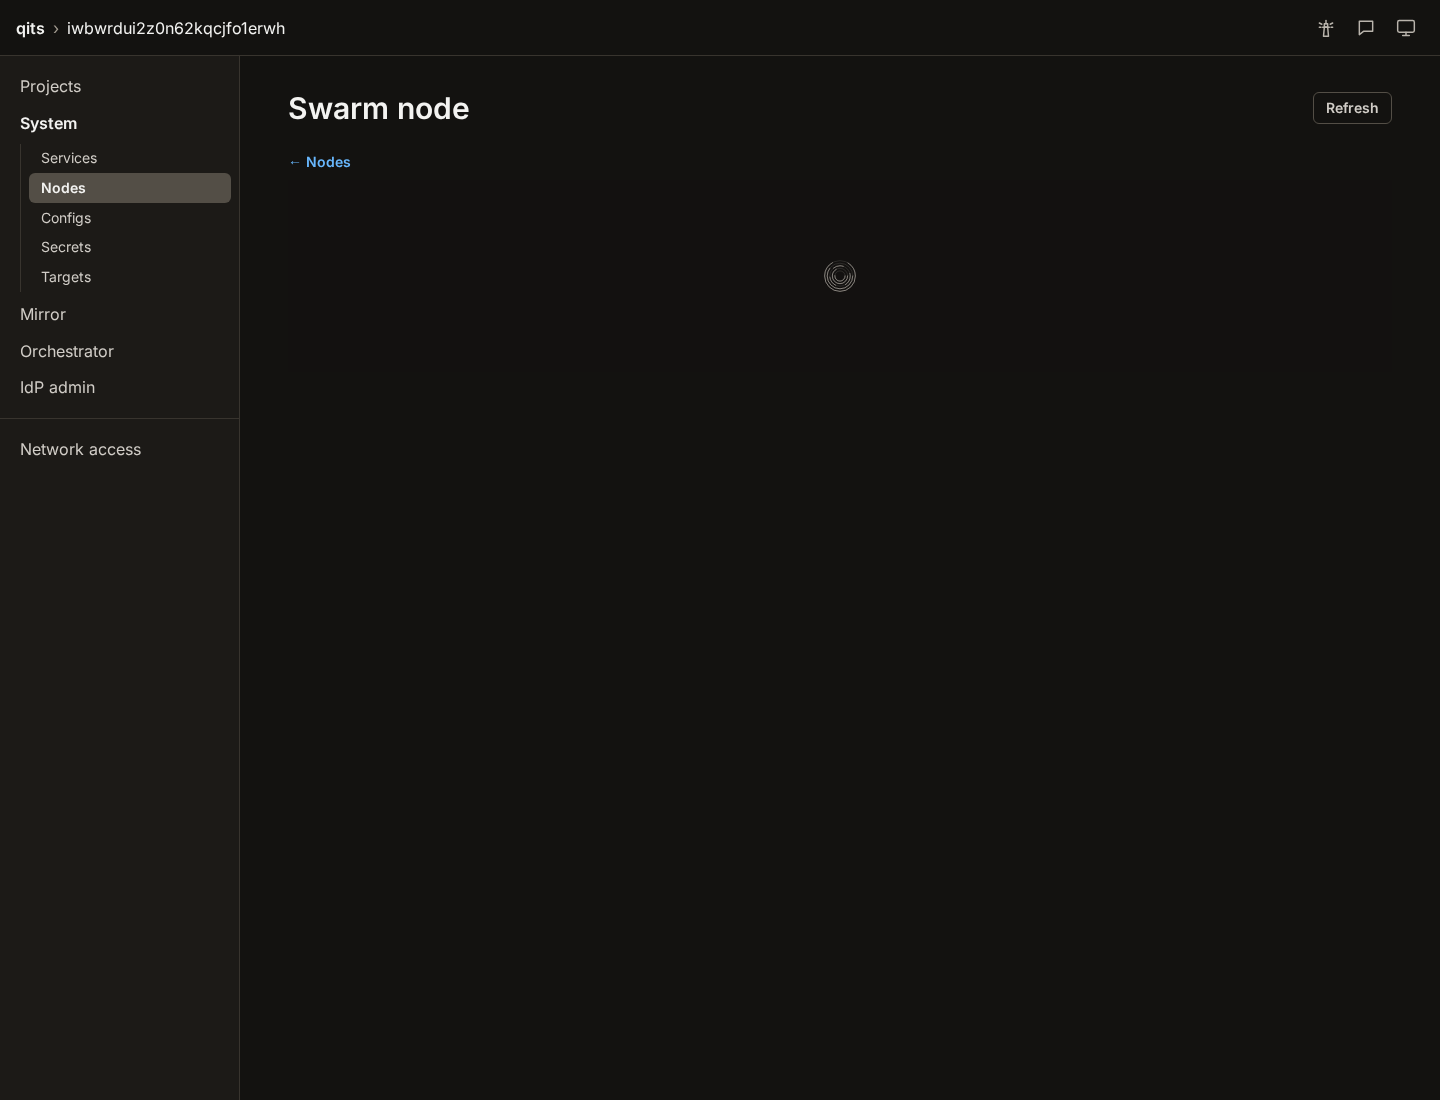 qits › iwbwrdui2z0n62kqcjfo1erwh
Projects
System
Services
Nodes
Configs
Secrets
Targets
Mirror
Orchestrator
IdP admin
Network access
Swarm node
Refresh
← Nodes